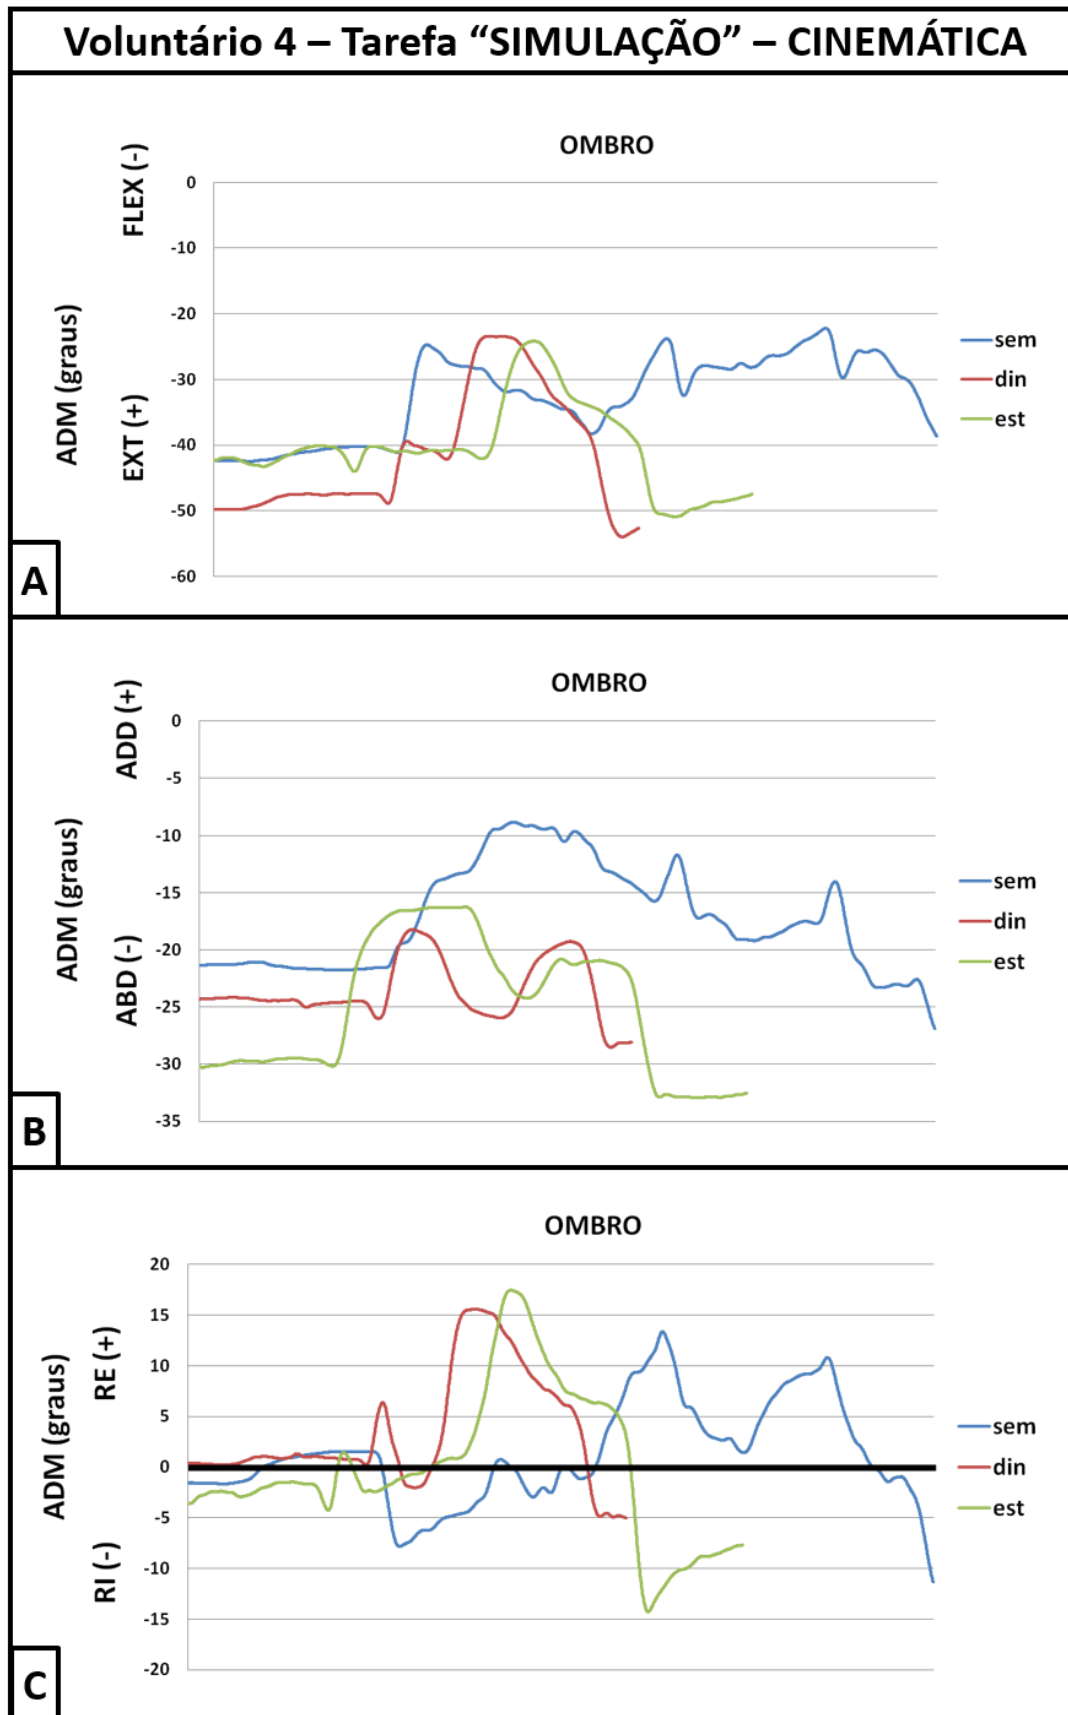 Voluntário 4 – Tarefa “SIMULAÇÃO” – CINEMÁTICA
OMBRO
ADM (graus)
FLEX (-)
EXT (+)
0
-10
-20
-30
-40
-50
-60
sem
din
est
A
OMBRO
ADM (graus)
ADD (+)
ABD (-)
0
-5
-10
-15
-20
-25
-30
-35
sem
din
est
B
OMBRO
ADM (graus)
RE (+)
RI (-)
20
15
10
5
0
-5
-10
-15
-20
sem
din
est
C